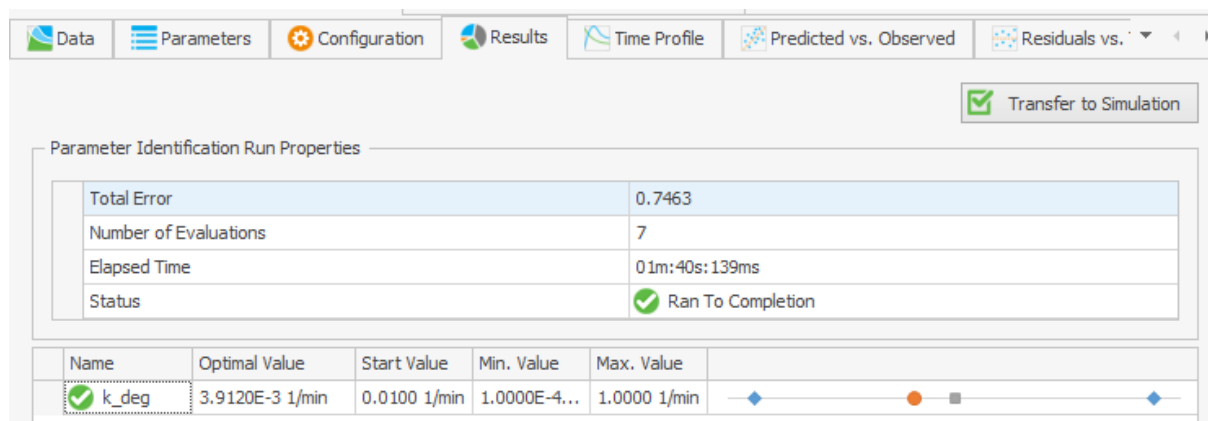 Data Parameters Configuration Results Time Profile Predicted vs. Observed Residuals vs.
Transfer to Simulation
Parameter Identification Run Properties
Total Error 0.7463
Number of Evaluations 7
Elapsed Time 01m:40s:139ms
Status Ran To Completion
Name Optimal Value Start Value Min. Value Max. Value
k_deg 3.9120E-3 1/min 0.0100 1/min 1.0000E-4... 1.0000 1/min